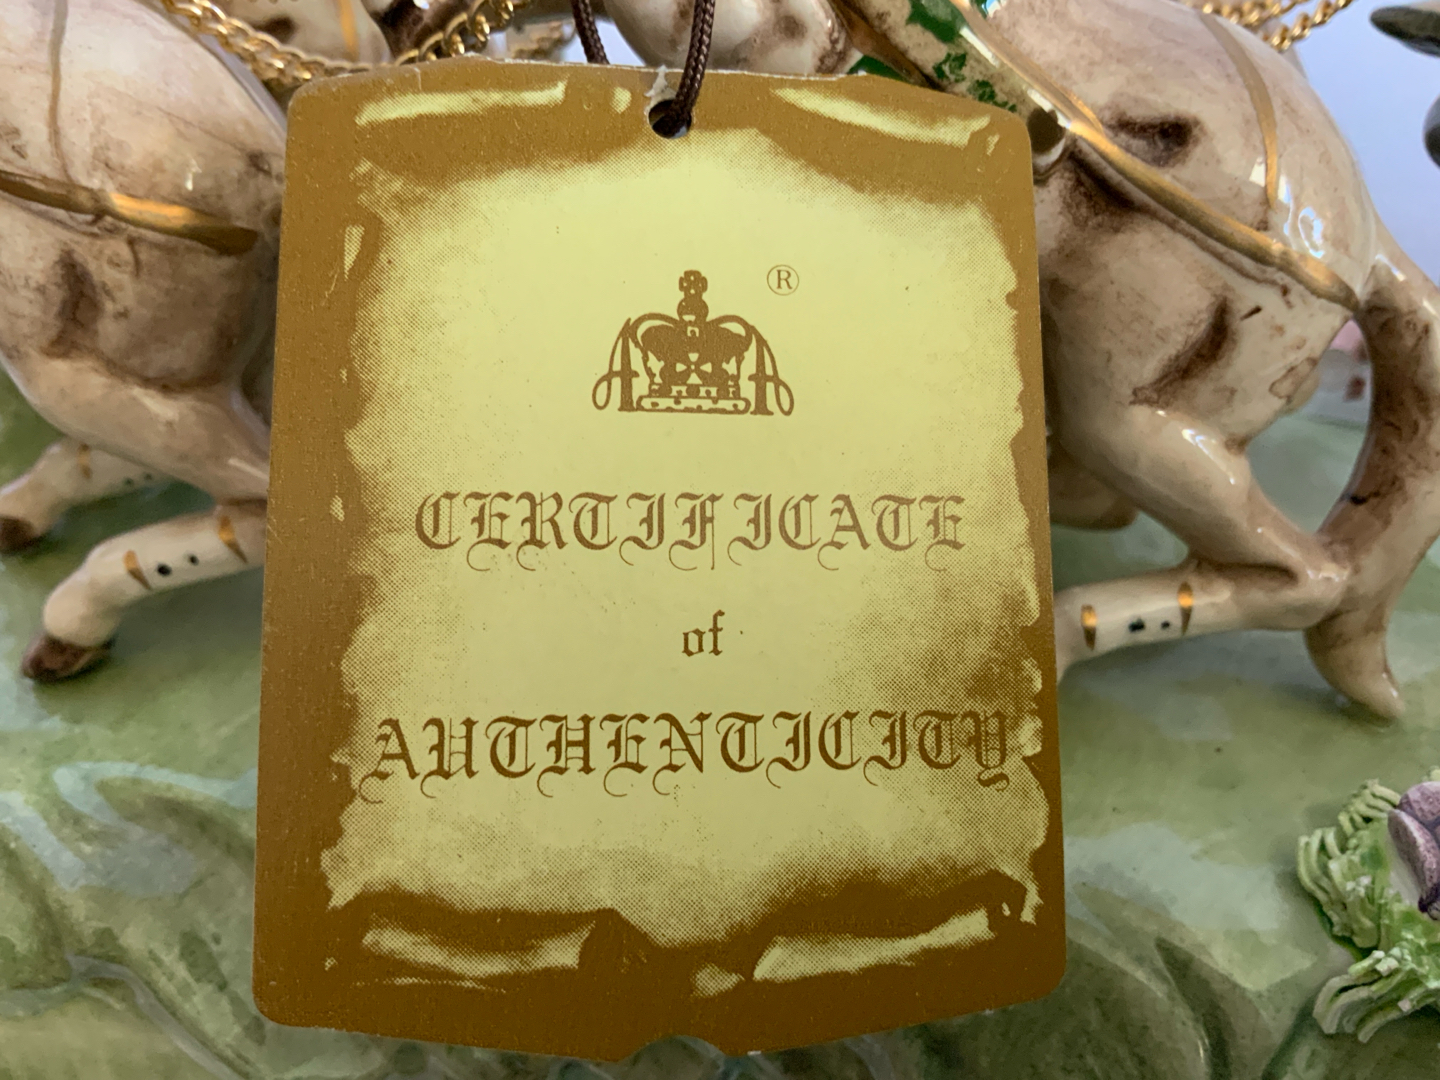 ®
A A
CERTIFICATE
of
AUTHENTICITY